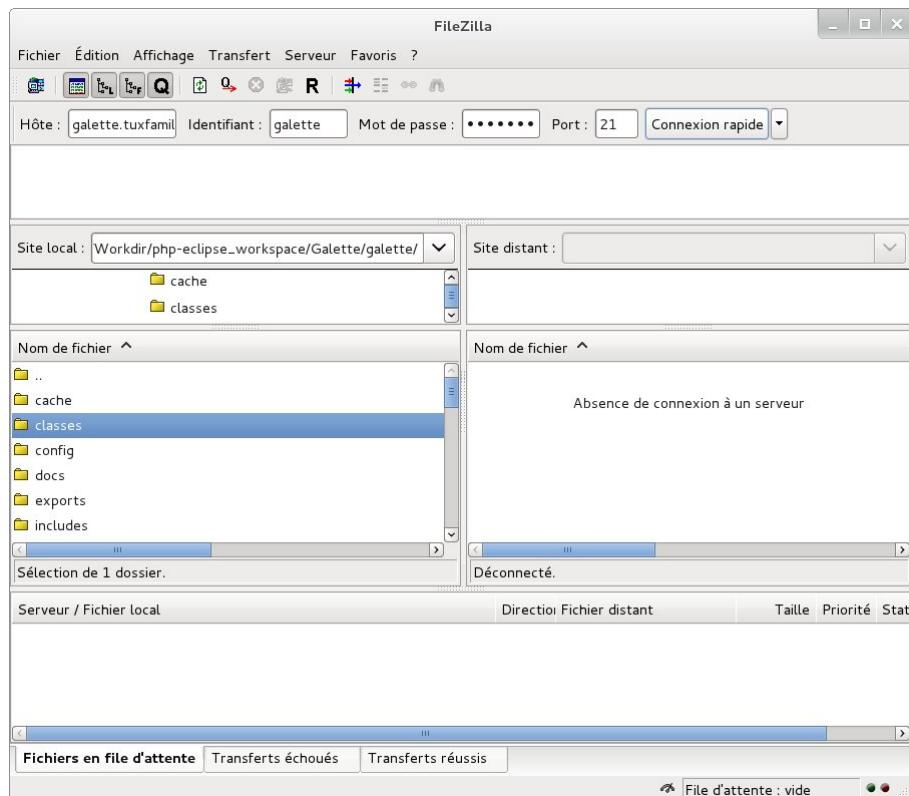 FileZilla
Fichier Édition Affichage Transfert Serveur Favoris ?
L F Q R
Hôte : galette.tuxfamil Identifiant : galette Mot de passe : ••••••• Port : 21 Connexion rapide
Site local : Workdir/php-eclipse_workspace/Galette/galette/
Site distant :
cache
classes
Nom de fichier
..
cache
classes
config
docs
exports
includes
Sélection de 1 dossier.
Nom de fichier
Absence de connexion à un serveur
Déconnecté.
Serveur / Fichier local Direction Fichier distant Taille Priorité Stat
Fichiers en file d'attente Transferts échoués Transferts réussis
File d'attente : vide